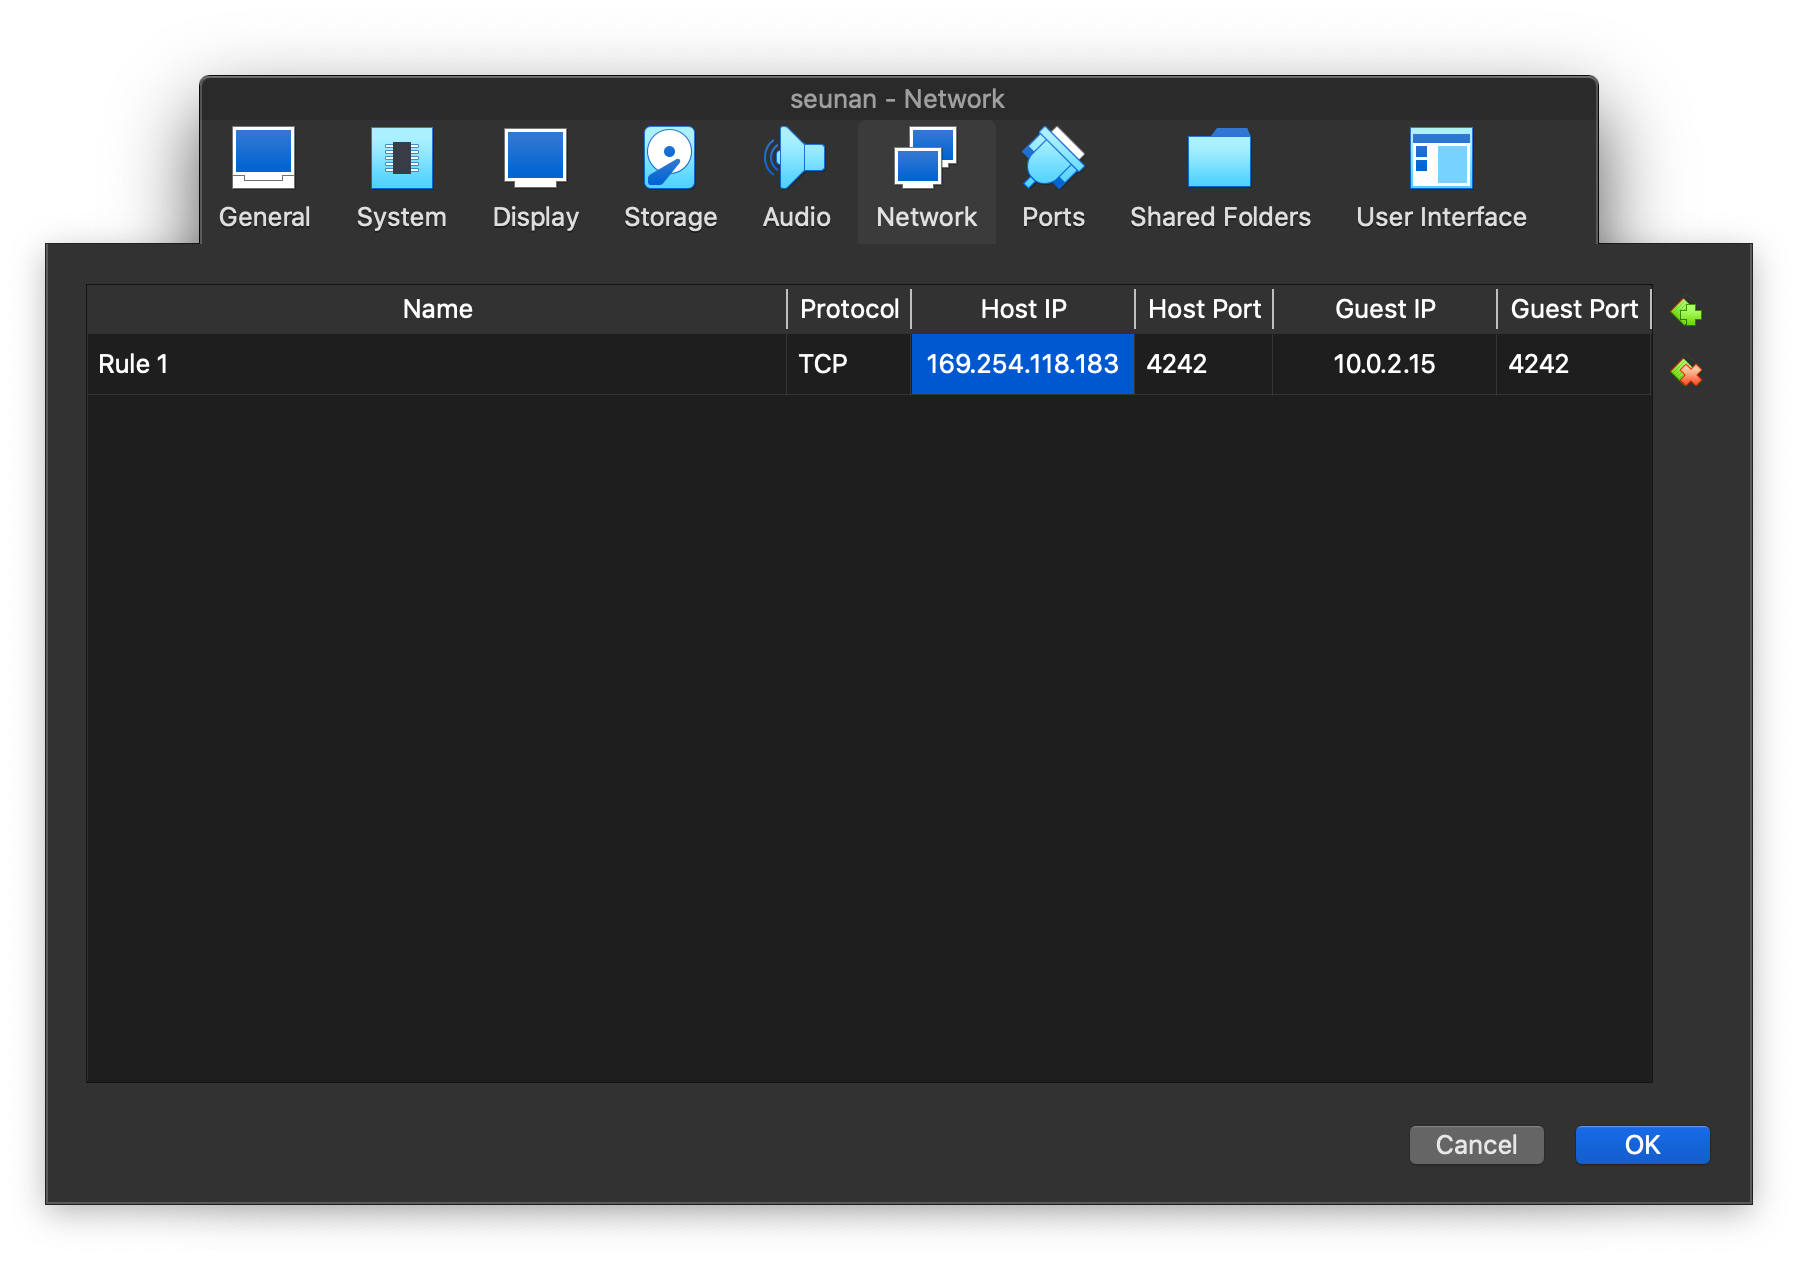 seunan - Network
General System Display Storage Audio Network Ports Shared Folders User Interface
Name Protocol Host IP Host Port Guest IP Guest Port
Rule 1 TCP 169.254.118.183 4242 10.0.2.15 4242
Cancel OK